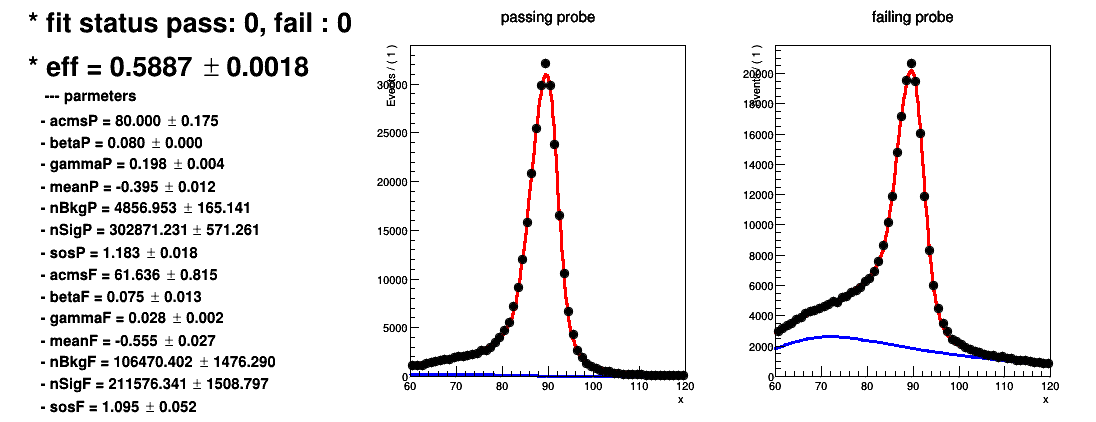 * fit status pass: 0, fail : 0
* eff = 0.5887 ± 0.0018
--- parmeters
- acmsP = 80.000 ± 0.175
- betaP = 0.080 ± 0.000
- gammaP = 0.198 ± 0.004
- meanP = -0.395 ± 0.012
- nBkgP = 4856.953 ± 165.141
- nSigP = 302871.231 ± 571.261
- sosP = 1.183 ± 0.018
- acmsF = 61.636 ± 0.815
- betaF = 0.075 ± 0.013
- gammaF = 0.028 ± 0.002
- meanF = -0.555 ± 0.027
- nBkgF = 106470.402 ± 1476.290
- nSigF = 211576.341 ± 1508.797
- sosF = 1.095 ± 0.052
passing probe
Events / ( 1 )
30000
25000
20000
15000
10000
5000
0
60 70 80 90 100 110 120
x
failing probe
Events / ( 1 )
20000
18000
16000
14000
12000
10000
8000
6000
4000
2000
0
60 70 80 90 100 110 120
x